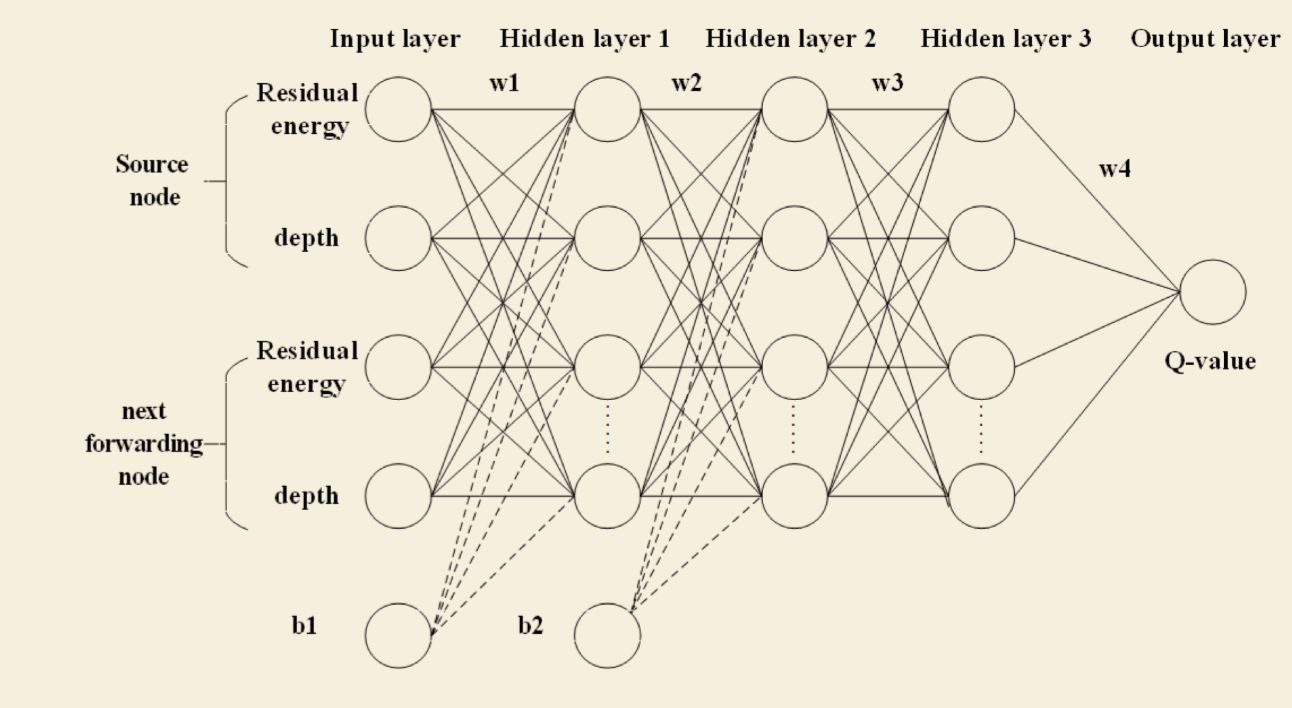 Input layer
Hidden layer 1
Hidden layer 2
Hidden layer 3
Output layer
w1
w2
w3
w4
Source
node
Residual
energy
depth
next
forwarding
node
Residual
energy
depth
Q-value
b1
b2